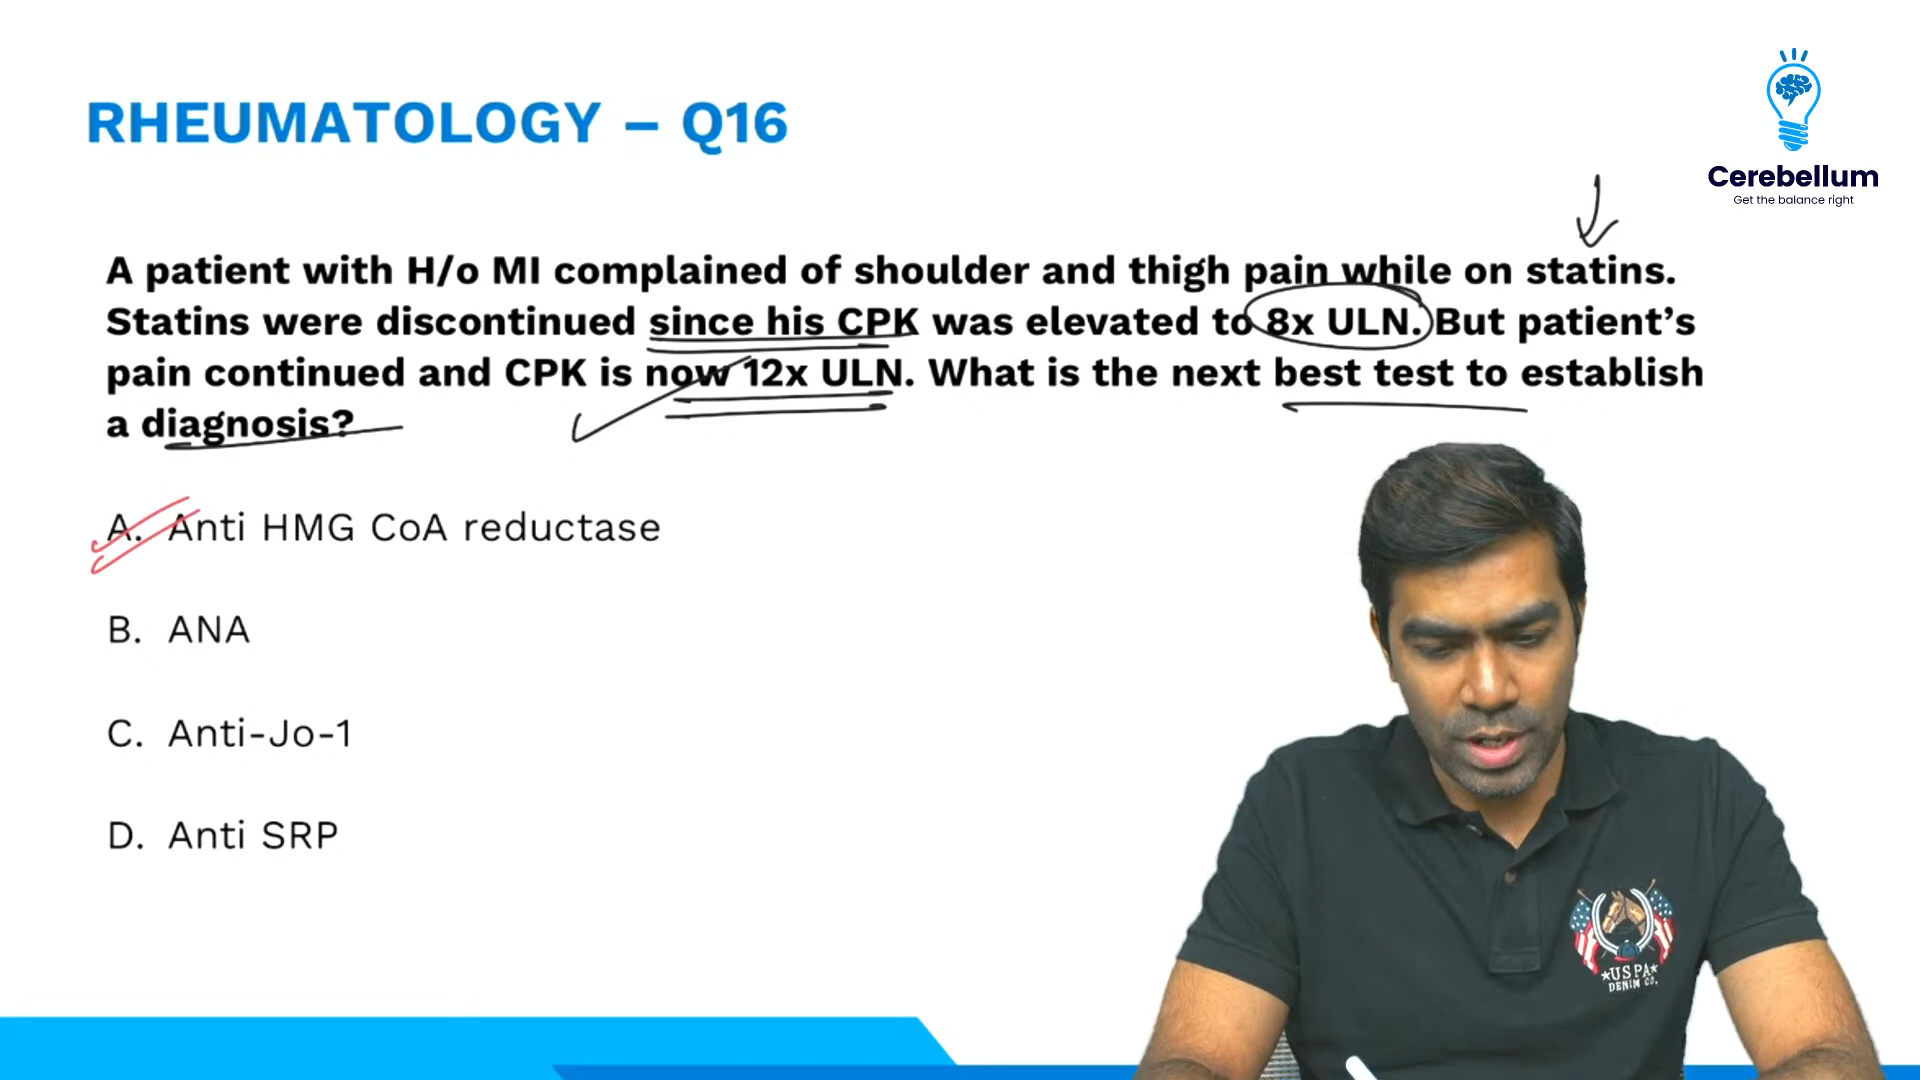 RHEUMATOLOGY – Q16
Cerebellum
Get the balance right
A patient with H/o MI complained of shoulder and thigh pain while on statins.
Statins were discontinued since his CPK was elevated to 8x ULN. But patient’s
pain continued and CPK is now 12x ULN. What is the next best test to establish
a diagnosis?
A. Anti HMG CoA reductase
B. ANA
C. Anti-Jo-1
D. Anti SRP
USPA
DENIM CO.